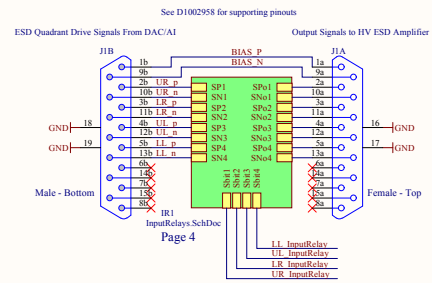 See D1002958 for supporting pinouts
ESD Quadrant Drive Signals From DAC/AI
Output Signals to HV ESD Amplifier
J1B
J1A
BIAS_P
BIAS_N
1b
9b
2b UR_p
10b UR_n
3b LR_p
11b LR_n
4b UL_p
12b UL_n
5b LL_p
13b LL_n
6b
14b
7b
15b
8b
18
GND
19
GND
SP1
SN1
SP2
SN2
SP3
SN3
SP4
SN4
SPo1
SNo1
SPo2
SNo2
SPo3
SNo3
SPo4
SNo4
1a
9a
2a
10a
3a
11a
4a
12a
5a
13a
6a
14a
7a
15a
8a
16
GND
17
GND
Sbit1
Sbit2
Sbit3
Sbit4
Male - Bottom
Female - Top
IR1
InputRelays.SchDoc
Page 4
LL_InputRelay
UL_InputRelay
LR_InputRelay
UR_InputRelay